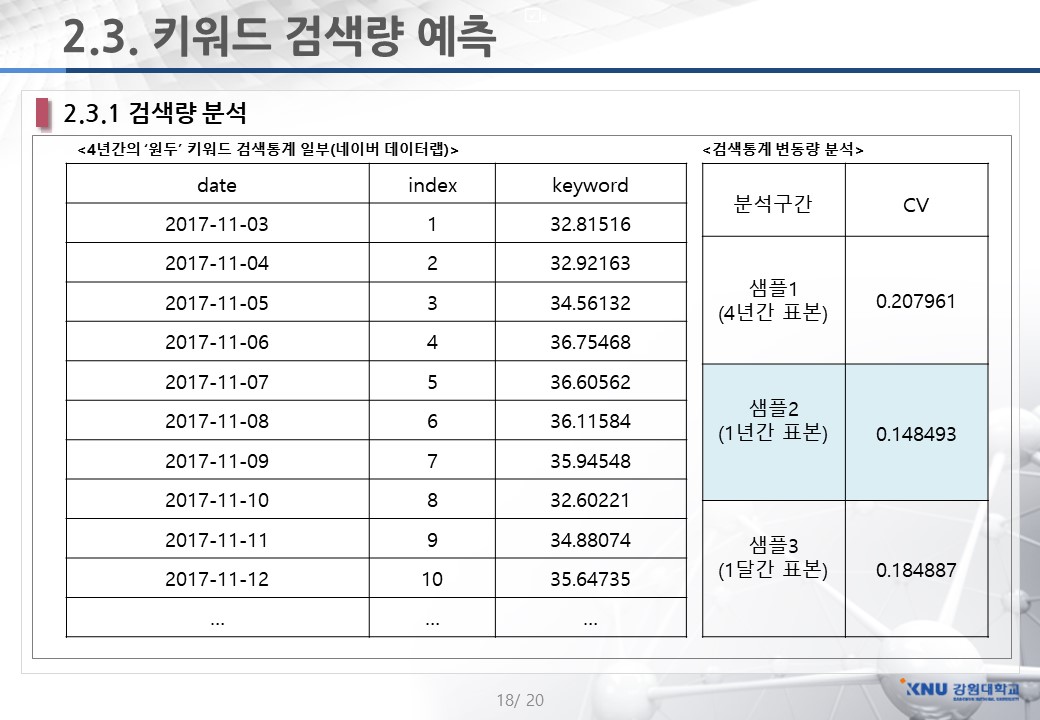 2.3. 키워드 검색량 예측
2.3.1 검색량 분석
<4년간의 ‘원두’ 키워드 검색통계 일부(네이버 데이터랩)>
date index keyword
2017-11-03 1 32.81516
2017-11-04 2 32.92163
2017-11-05 3 34.56132
2017-11-06 4 36.75468
2017-11-07 5 36.60562
2017-11-08 6 36.11584
2017-11-09 7 35.94548
2017-11-10 8 32.60221
2017-11-11 9 34.88074
2017-11-12 10 35.64735
... ... ...
<검색통계 변동량 분석>
분석구간 CV
샘플1
(4년간 표본) 0.207961
샘플2
(1년간 표본) 0.148493
샘플3
(1달간 표본) 0.184887
18/ 20
KNU 강원대학교